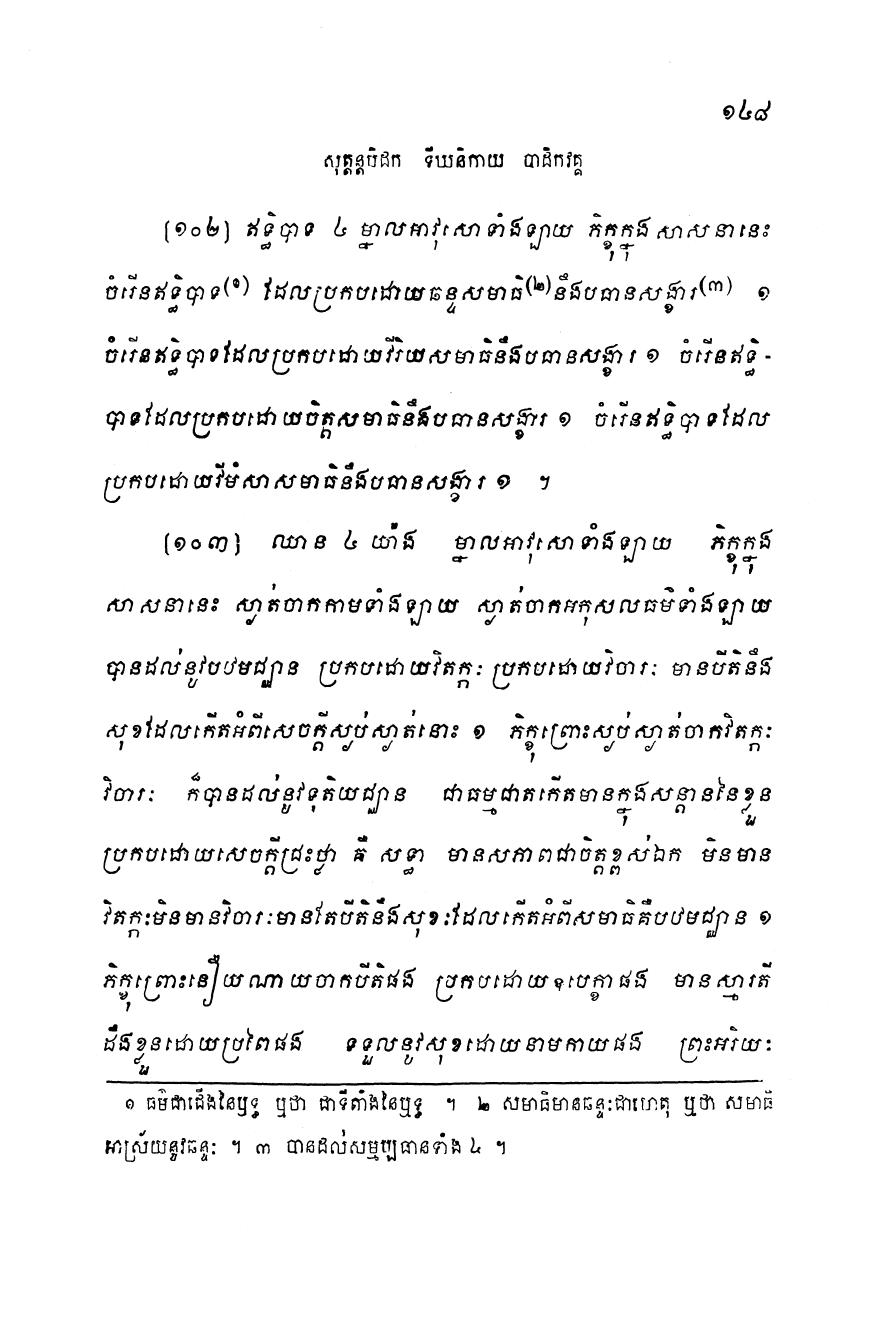 ១៤៨
សុត្តន្តបិដក ទីឃនិកាយ បាដិកវគ្គ
[១០២] ឥទ្ធិបាទ ៤ ម្នាលអាវុសោទាំងឡាយ ភិក្ខុក្នុងសាសនានេះ
ចំរើនឥទ្ធិបាទ(១) ដែលប្រកបដោយឆន្ទសមាធិ(២)នឹងបធានសង្ខារ(៣) ១
ចំរើនឥទ្ធិបាទដែលប្រកបដោយវីរិយសមាធិនឹងបធានសង្ខារ ១ ចំរើនឥទ្ធិ-
បាទដែលប្រកបដោយចិត្តសមាធិនឹងបធានសង្ខារ ១ ចំរើនឥទ្ធិបាទដែល
ប្រកបដោយវីមំសាសមាធិនឹងបធានសង្ខារ ១ ។
[១០៣] ឈាន ៤ យ៉ាង ម្នាលអាវុសោទាំងឡាយ ភិក្ខុក្នុង
សាសនានេះ ស្ងាត់ចាកកាមទាំងឡាយ ស្ងាត់ចាកអកុសលធម៌ទាំងឡាយ
បានដល់នូវបឋមជ្ឈាន ប្រកបដោយវិតក្កៈ ប្រកបដោយវិចារៈ មានបីតិនឹង
សុខដែលកើតអំពីសេចក្តីស្ងប់ស្ងាត់នោះ ១ ភិក្ខុព្រោះស្ងប់ស្ងាត់ចាកវិតក្កៈ
វិចារៈ ក៏បានដល់នូវទុតិយជ្ឈាន ជាធម្មជាតកើតមានក្នុងសន្តាននៃខ្លួន
ប្រកបដោយសេចក្តីជ្រះថ្លា គឺ សទ្ធា មានសភាពជាចិត្តខ្ពស់ឯក មិនមាន
វិតក្កៈមិនមានវិចារៈមានតែបីតិនឹងសុខៈដែលកើតអំពីសមាធិគឺបឋមជ្ឈាន ១
ភិក្ខុព្រោះនឿយណាយចាកបីតិផង ប្រកបដោយឧបេក្ខាផង មានស្មារតី
ដឹងខ្លួនដោយប្រពៃផង ទទួលនូវសុខដោយនាមកាយផង ព្រះអរិយៈ
១ ធម៌ជាជើងនៃឫទ្ធ ឬថា ជាទីតាំងនៃឫទ្ធ ។ ២ សមាធិមានឆន្ទៈជាហេតុ ឬថា សមាធិ
អាស្រ័យនូវឆន្ទៈ ។ ៣ បានដល់សម្មប្បធានទាំង ៤ ។